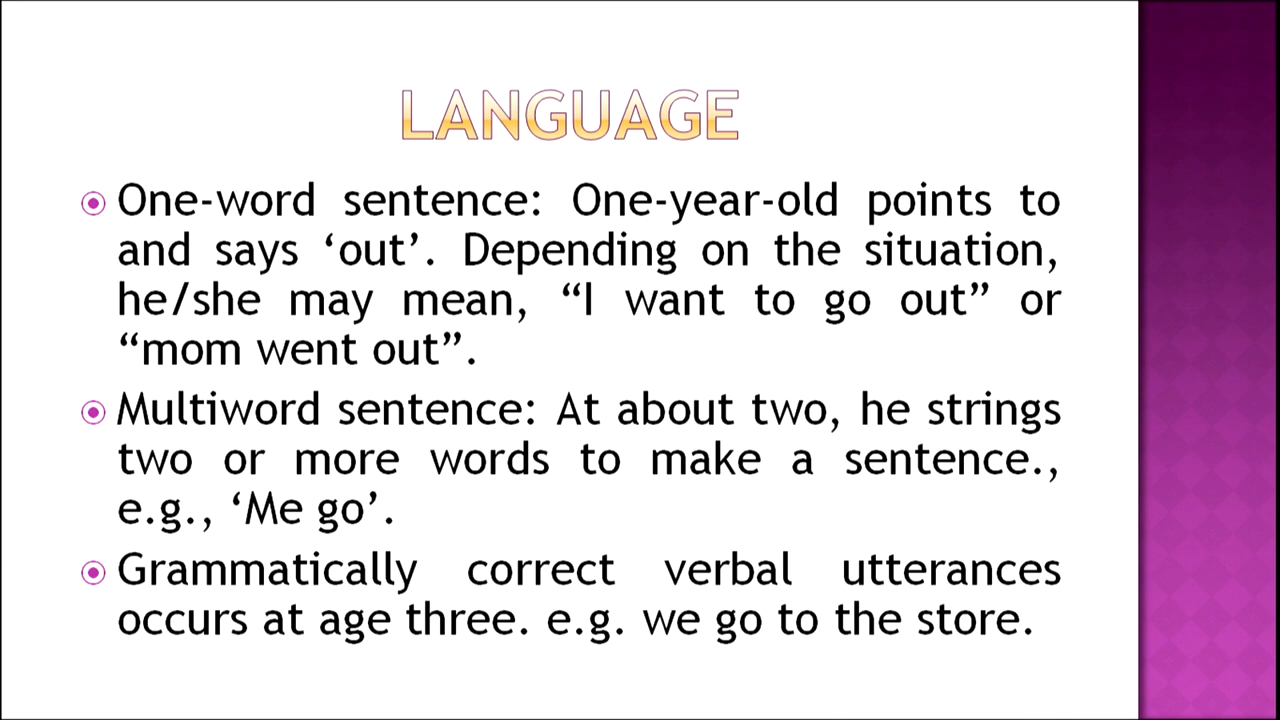 LANGUAGE
One-word sentence: One-year-old points to
and says ‘out’. Depending on the situation,
he/she may mean, “I want to go out” or
“mom went out”.
Multiword sentence: At about two, he strings
two or more words to make a sentence.,
e.g., ‘Me go’.
Grammatically correct verbal utterances
occurs at age three. e.g. we go to the store.